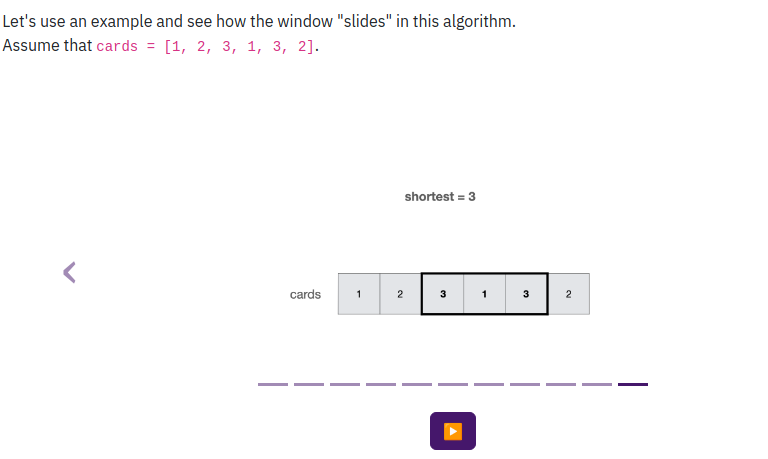 Let's use an example and see how the window "slides" in this algorithm.
Assume that cards = [1, 2, 3, 1, 3, 2].
shortest = 3
cards 1 2 3 1 3 2